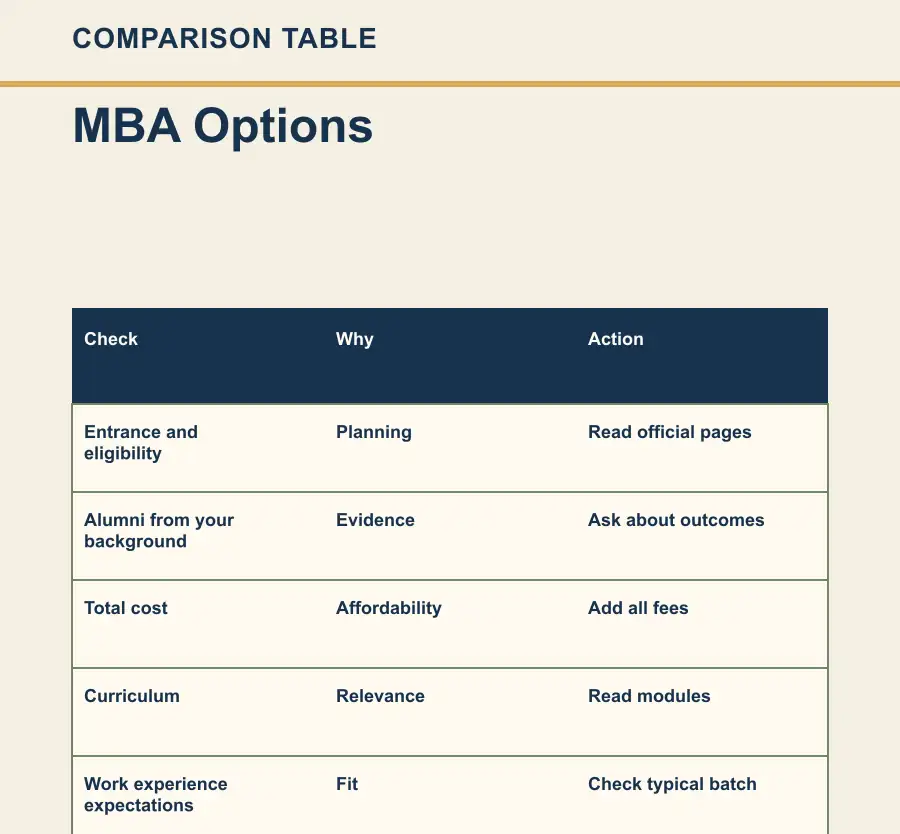 COMPARISON TABLE
MBA Options
Check Why Action
Entrance and Planning Read official pages
eligibility
Alumni from your Evidence Ask about outcomes
background
Total cost Affordability Add all fees
Curriculum Relevance Read modules
Work experience Fit Check typical batch
expectations